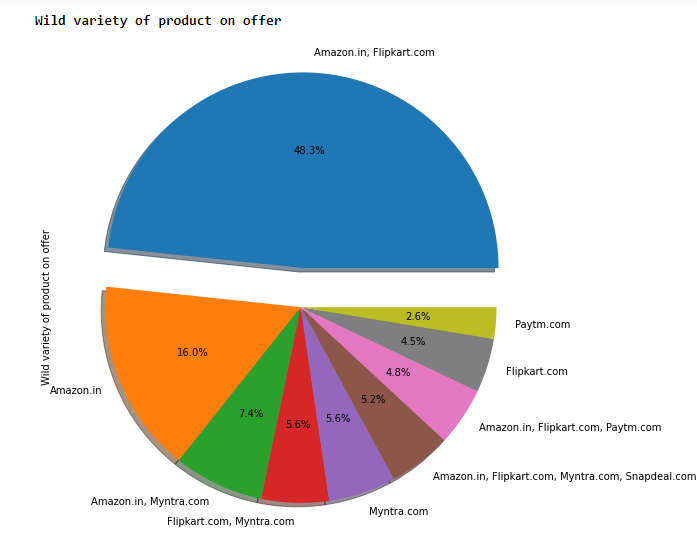 Wild variety of product on offer
Amazon.in, Flipkart.com
48.3%
Wild variety of product on offer
2.6%
Paytm.com
4.5%
Flipkart.com
16.0%
4.8%
Amazon.in
5.2%
7.4%
5.6%
5.6%
Amazon.in, Flipkart.com, Paytm.com
Amazon.in, Flipkart.com, Myntra.com, Snapdeal.com
Amazon.in, Myntra.com
Myntra.com
Flipkart.com, Myntra.com